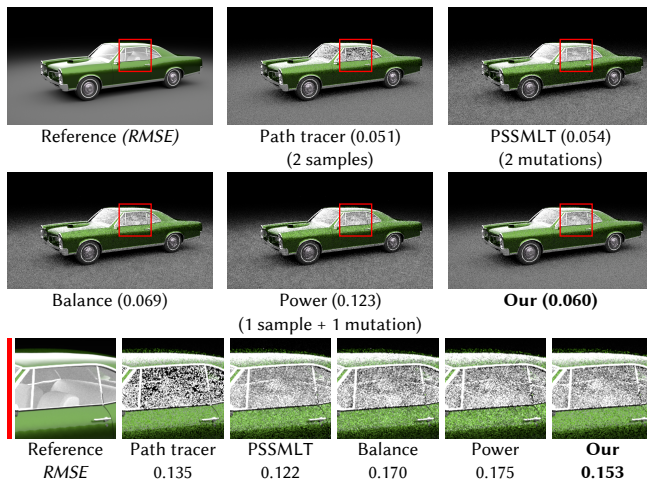 Reference (RMSE)
Path tracer (0.051)
(2 samples)
PSSMLT (0.054)
(2 mutations)
Balance (0.069)
Power (0.123)
(1 sample + 1 mutation)
Our (0.060)
Reference
RMSE
Path tracer
0.135
PSSMLT
0.122
Balance
0.170
Power
0.175
Our
0.153